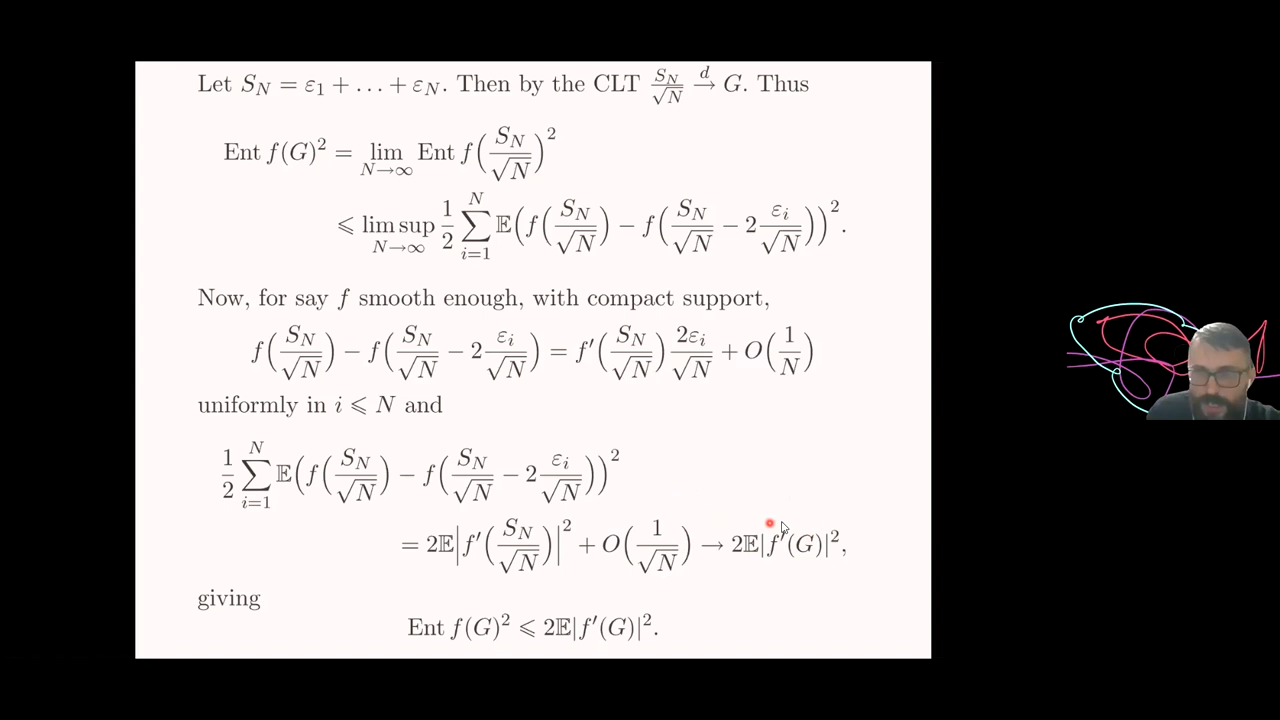 Let $S_N = \varepsilon_1 + \ldots + \varepsilon_N$. Then by the CLT $\frac{S_N}{\sqrt{N}} \xrightarrow{d} G$. Thus
$\operatorname{Ent} f(G)^2 = \lim_{N\to\infty} \operatorname{Ent} f\Big(\frac{S_N}{\sqrt{N}}\Big)^2$
$\leqslant \limsup_{N\to\infty} \frac{1}{2} \sum_{i=1}^{N} \mathbb{E}\Big(f\Big(\frac{S_N}{\sqrt{N}}\Big) - f\Big(\frac{S_N}{\sqrt{N}} - 2\frac{\varepsilon_i}{\sqrt{N}}\Big)\Big)^2.$
Now, for say $f$ smooth enough, with compact support,
$f\Big(\frac{S_N}{\sqrt{N}}\Big) - f\Big(\frac{S_N}{\sqrt{N}} - 2\frac{\varepsilon_i}{\sqrt{N}}\Big) = f'\Big(\frac{S_N}{\sqrt{N}}\Big)\frac{2\varepsilon_i}{\sqrt{N}} + O\Big(\frac{1}{N}\Big)$
uniformly in $i \leqslant N$ and
$\frac{1}{2} \sum_{i=1}^{N} \mathbb{E}\Big(f\Big(\frac{S_N}{\sqrt{N}}\Big) - f\Big(\frac{S_N}{\sqrt{N}} - 2\frac{\varepsilon_i}{\sqrt{N}}\Big)\Big)^2$
$= 2\mathbb{E}\Big|f'\Big(\frac{S_N}{\sqrt{N}}\Big)\Big|^2 + O\Big(\frac{1}{\sqrt{N}}\Big) \to 2\mathbb{E}|f'(G)|^2,$
giving
$\operatorname{Ent} f(G)^2 \leqslant 2\mathbb{E}|f'(G)|^2.$